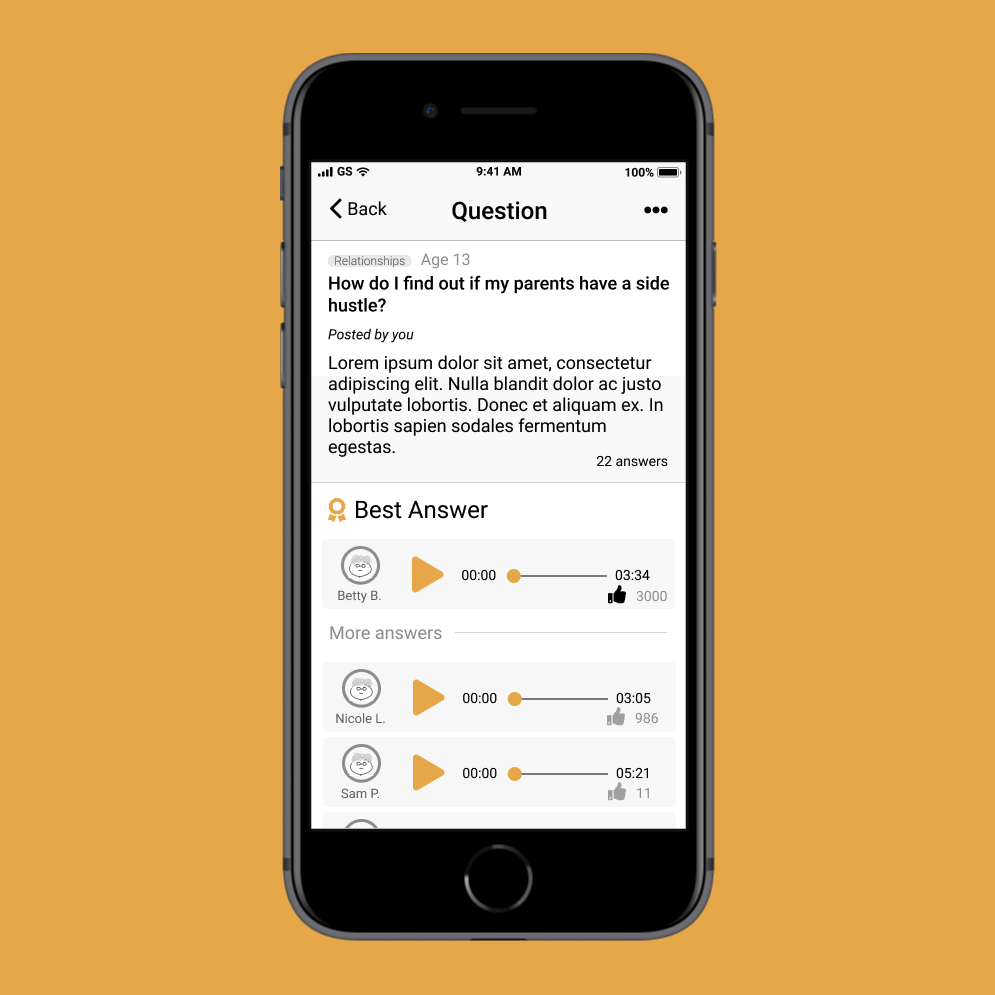 GS 9:41 AM 100%
Back Question
Relationships Age 13
How do I find out if my parents have a side
hustle?
Posted by you
Lorem ipsum dolor sit amet, consectetur
adipiscing elit. Nulla blandit dolor ac justo
vulputate lobortis. Donec et aliquam ex. In
lobortis sapien sodales fermentum
egestas.
22 answers
Best Answer
00:00 03:34
Betty B. 3000
More answers
00:00 03:05
Nicole L. 986
00:00 05:21
Sam P. 11